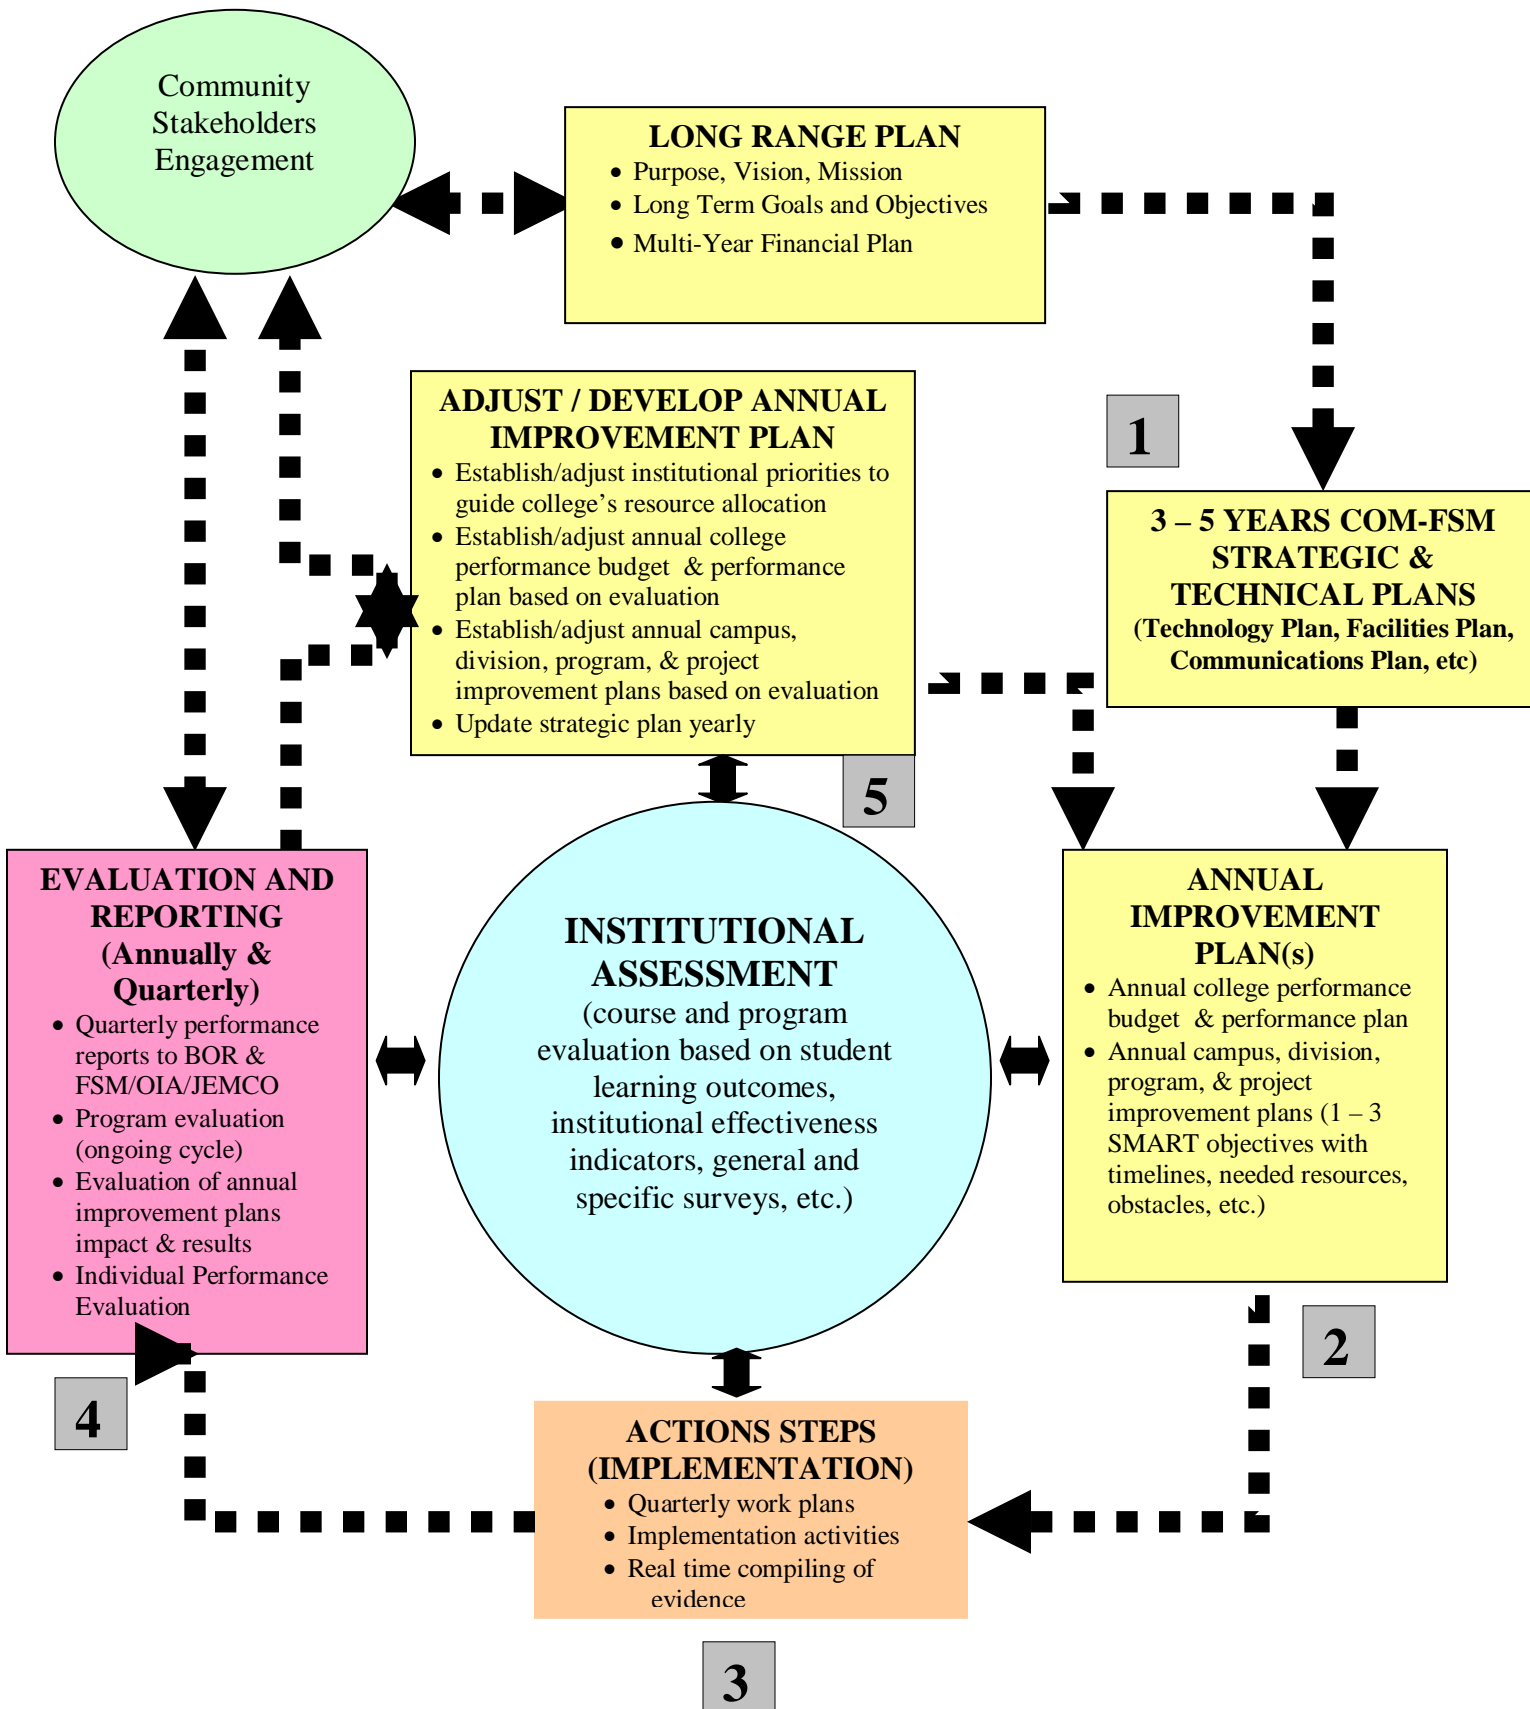 Community
Stakeholders
Engagement
LONG RANGE PLAN
• Purpose, Vision, Mission
• Long Term Goals and Objectives
• Multi-Year Financial Plan
ADJUST / DEVELOP ANNUAL
IMPROVEMENT PLAN
• Establish/adjust institutional priorities to
guide college’s resource allocation
• Establish/adjust annual college
performance budget & performance
plan based on evaluation
• Establish/adjust annual campus,
division, program, & project
improvement plans based on evaluation
• Update strategic plan yearly
1
3 – 5 YEARS COM-FSM
STRATEGIC &
TECHNICAL PLANS
(Technology Plan, Facilities Plan,
Communications Plan, etc)
5
EVALUATION AND
REPORTING
(Annually &
Quarterly)
• Quarterly performance
reports to BOR &
FSM/OIA/JEMCO
• Program evaluation
(ongoing cycle)
• Evaluation of annual
improvement plans
impact & results
• Individual Performance
Evaluation
INSTITUTIONAL
ASSESSMENT
(course and program
evaluation based on student
learning outcomes,
institutional effectiveness
indicators, general and
specific surveys, etc.)
ANNUAL
IMPROVEMENT
PLAN(s)
• Annual college performance
budget & performance plan
• Annual campus, division,
program, & project
improvement plans (1 – 3
SMART objectives with
timelines, needed resources,
obstacles, etc.)
2
4
ACTIONS STEPS
(IMPLEMENTATION)
• Quarterly work plans
• Implementation activities
• Real time compiling of
evidence
3